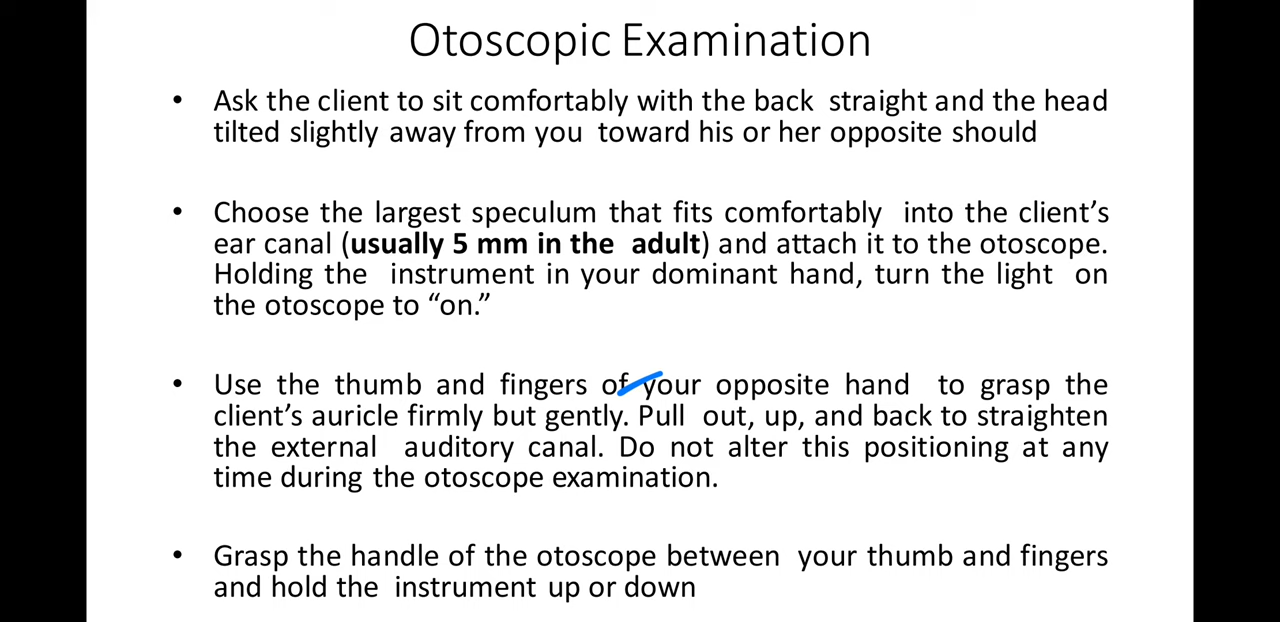 Otoscopic Examination
• Ask the client to sit comfortably with the back straight and the head
tilted slightly away from you toward his or her opposite should
• Choose the largest speculum that fits comfortably into the client’s
ear canal (usually 5 mm in the adult) and attach it to the otoscope.
Holding the instrument in your dominant hand, turn the light on
the otoscope to “on.”
• Use the thumb and fingers of your opposite hand to grasp the
client’s auricle firmly but gently. Pull out, up, and back to straighten
the external auditory canal. Do not alter this positioning at any
time during the otoscope examination.
• Grasp the handle of the otoscope between your thumb and fingers
and hold the instrument up or down